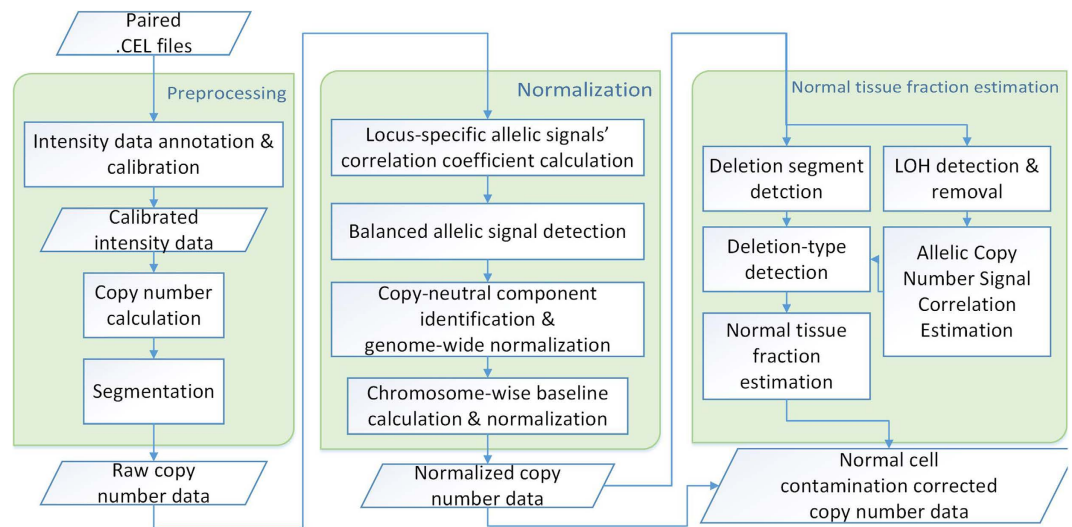 Paired
.CEL files
Preprocessing
Intensity data annotation &
calibration
Calibrated
intensity data
Copy number
calculation
Segmentation
Raw copy
number data
Normalization
Locus-specific allelic signals’
correlation coefficient calculation
Balanced allelic signal detection
Copy-neutral component
identification &
genome-wide normalization
Chromosome-wise baseline
calculation & normalization
Normalized copy
number data
Normal tissue fraction estimation
Deletion segment
detction
LOH detection &
removal
Deletion-type
detection
Allelic Copy
Number Signal
Correlation
Estimation
Normal tissue
fraction
estimation
Normal cell
contamination corrected
copy number data